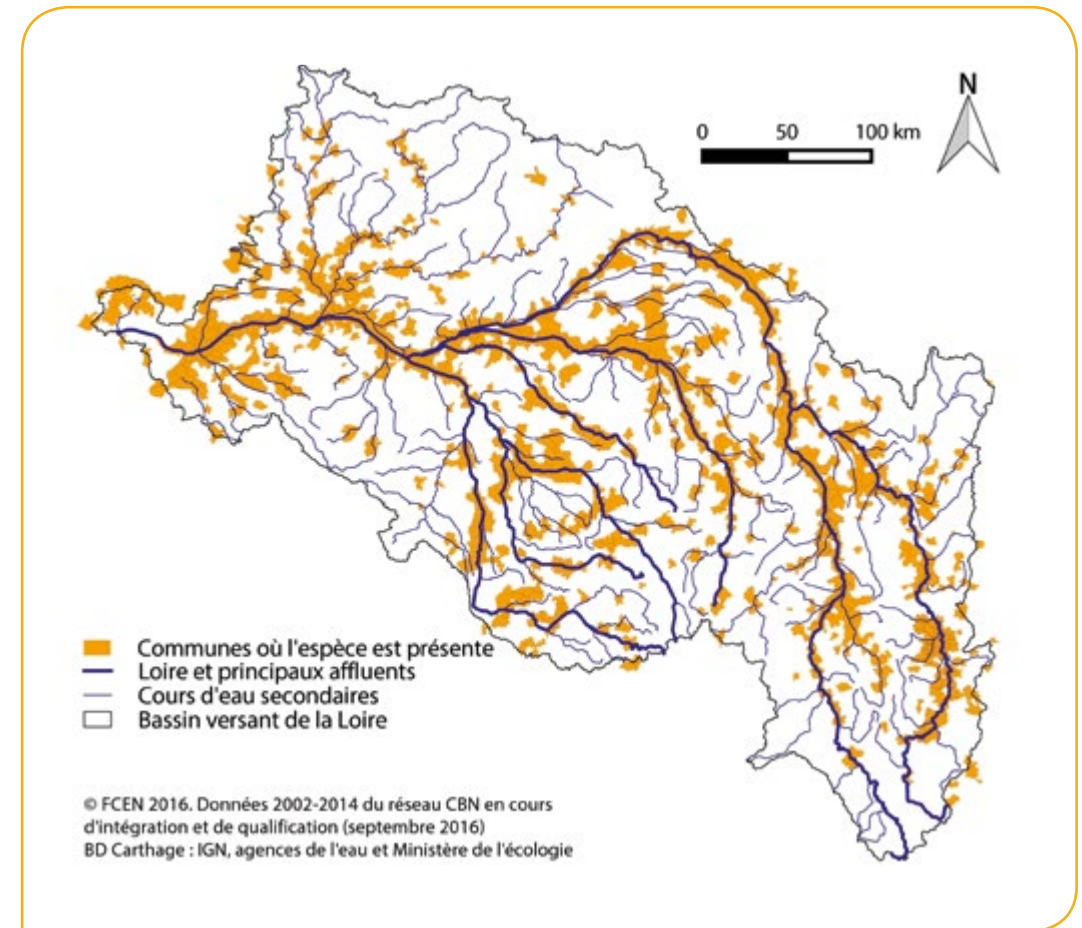 N
0 50 100 km
Communes où l'espèce est présente
Loire et principaux affluents
Cours d'eau secondaires
Bassin versant de la Loire
© FCEN 2016. Données 2002-2014 du réseau CBN en cours
d'intégration et de qualification (septembre 2016)
BD Carthage : IGN, agences de l'eau et Ministère de l'écologie